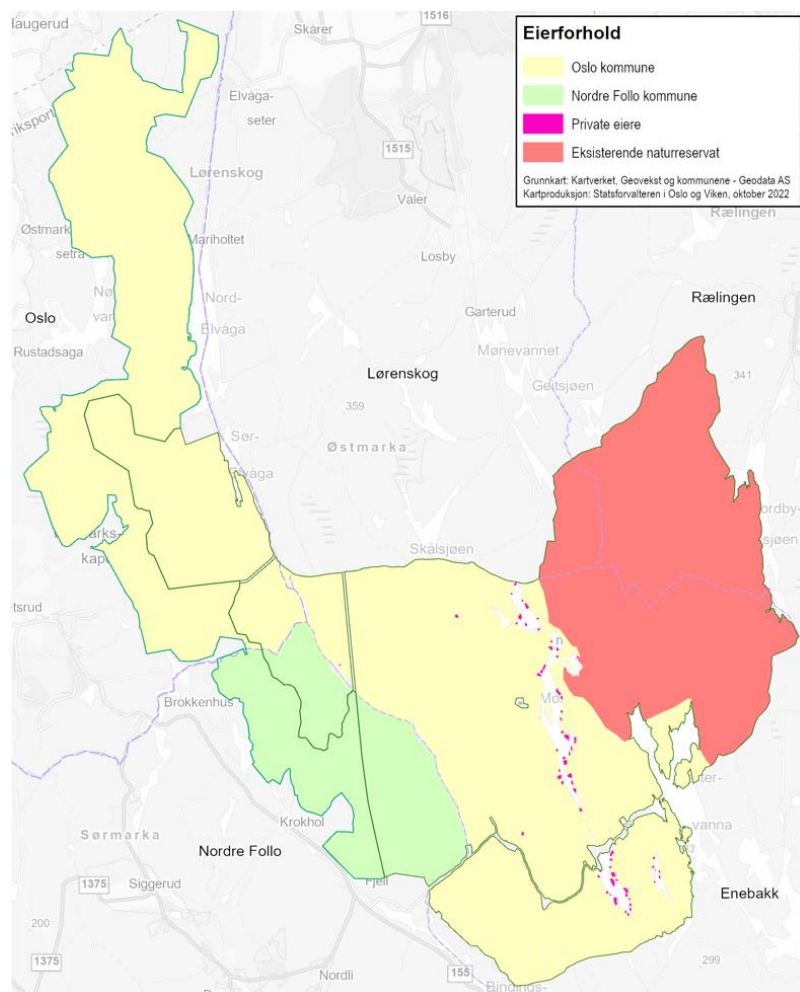 Haugerud
1516
Skårer
Elvåga-
seter
1515
Lørenskog
Våler
Østmark-
setra
Mariholtet
Losby
Eierforhold
Oslo kommune
Nordre Follo kommune
Private eiere
Eksisterende naturreservat
Grunnkart: Kartverket, Geovekst og kommunene - Geodata AS
Kartproduksjon: Statsforvalteren i Oslo og Viken, oktober 2022
Rælingen
Rælingen
Nord-
Elvåga
Oslo
Garterud
Rustadsaga
Mønevannet
Lørenskog
Geitsjøen
341
359
Østmarka
Sør-
Elvåga
Skålsjøen
Brokkenhus
Krokhol
Sørmarka
Nordre Follo
1375
Siggerud
Fjell
vanna
Enebakk
200
1375
Nordli
155
299